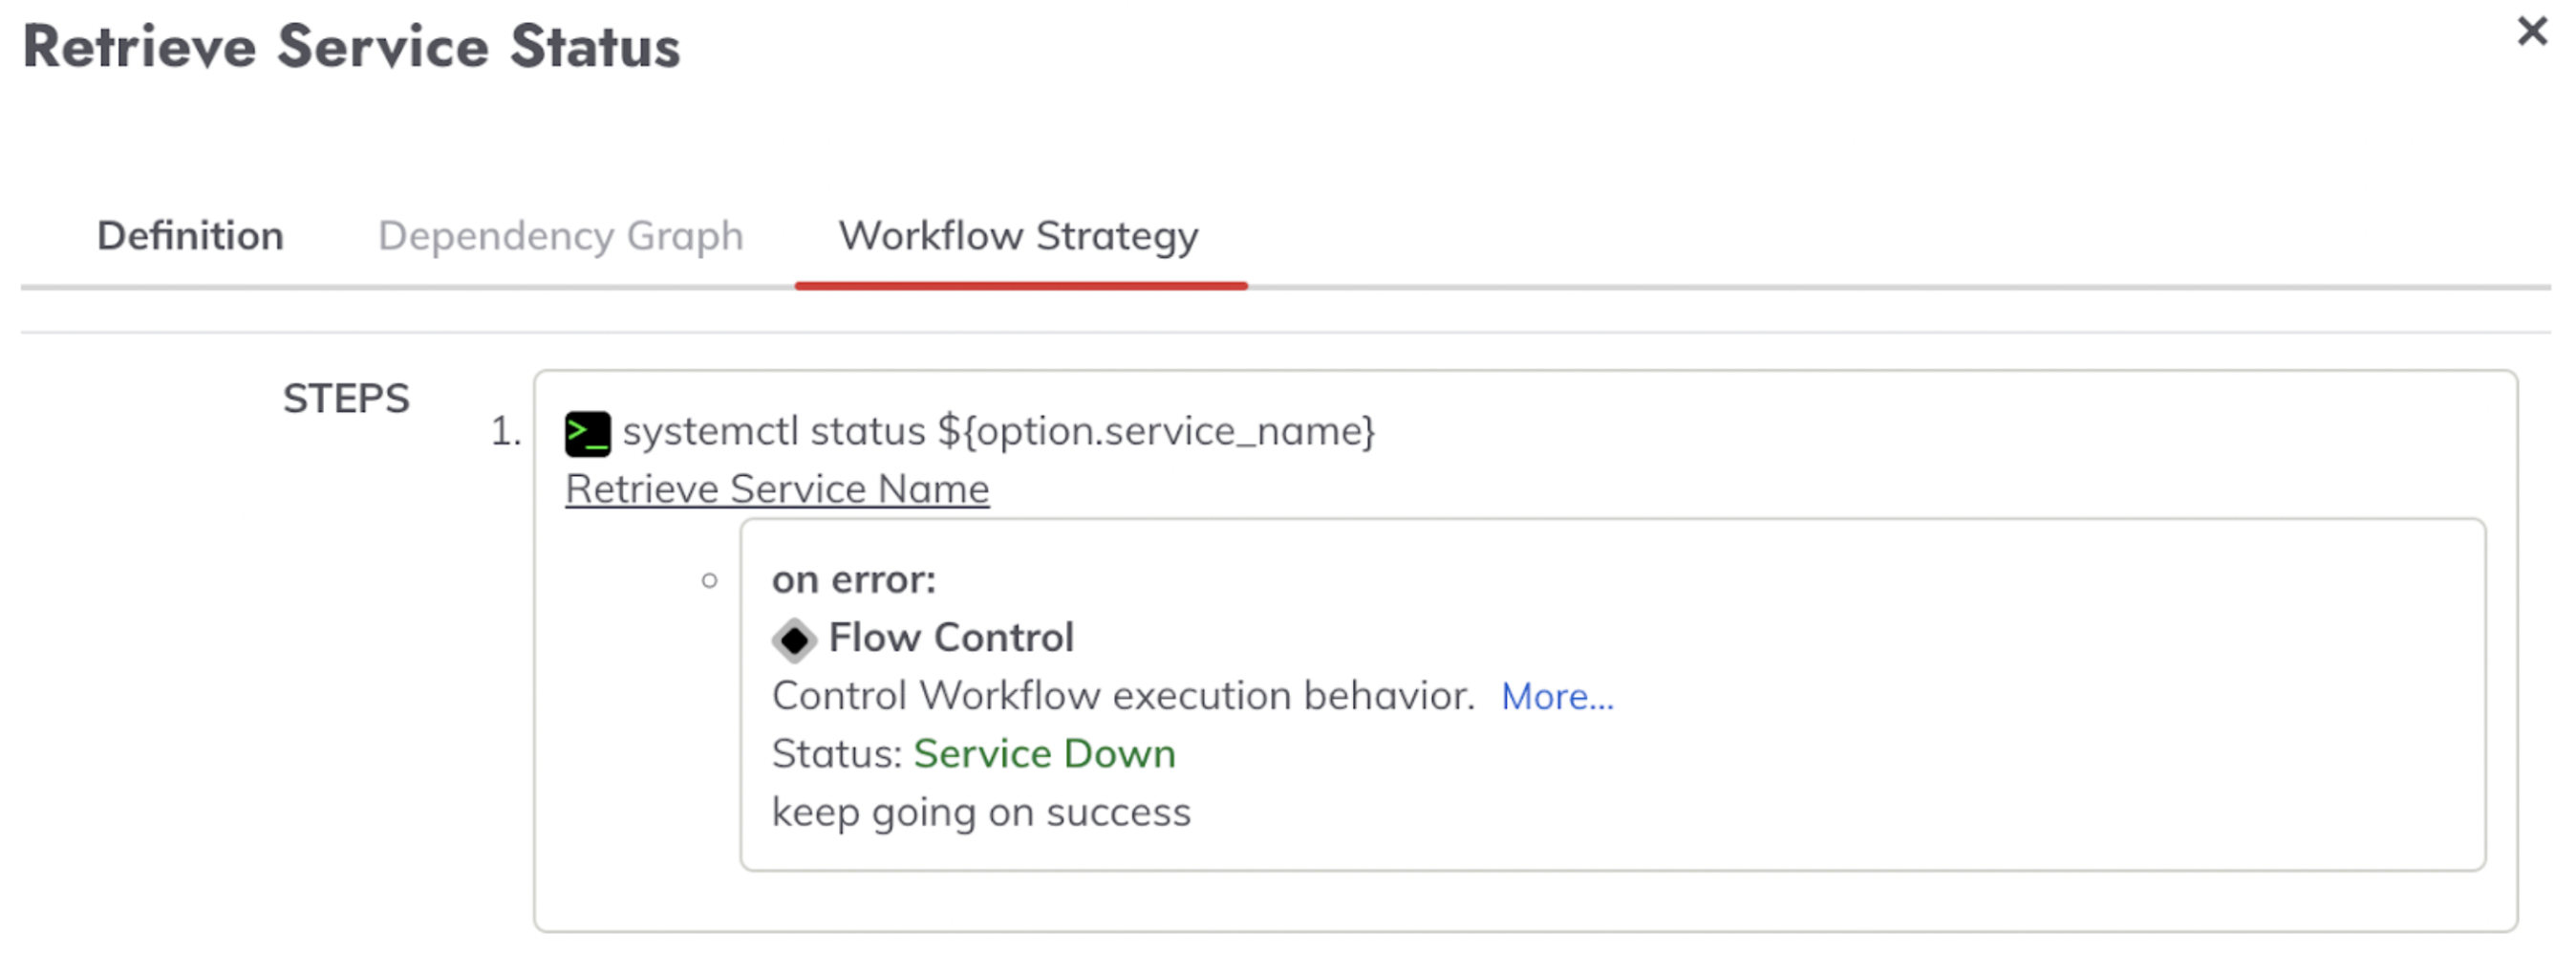 Retrieve Service Status
Definition Dependency Graph Workflow Strategy
STEPS
1. >_ systemctl status ${option.service_name}
Retrieve Service Name
on error:
Flow Control
Control Workflow execution behavior. More...
Status: Service Down
keep going on success